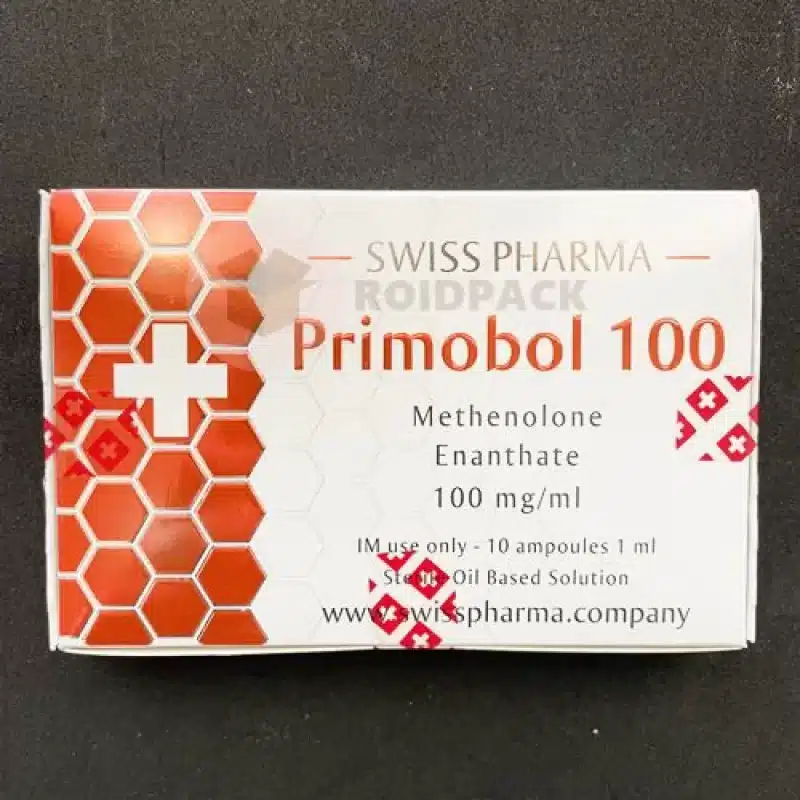 SWISS PHARMA
ROIDPACK
Primobol 100
Methenolone
Enanthate
100 mg/ml
IM use only - 10 ampoules 1 ml
Sterile Oil Based Solution
www.swisspharma.company